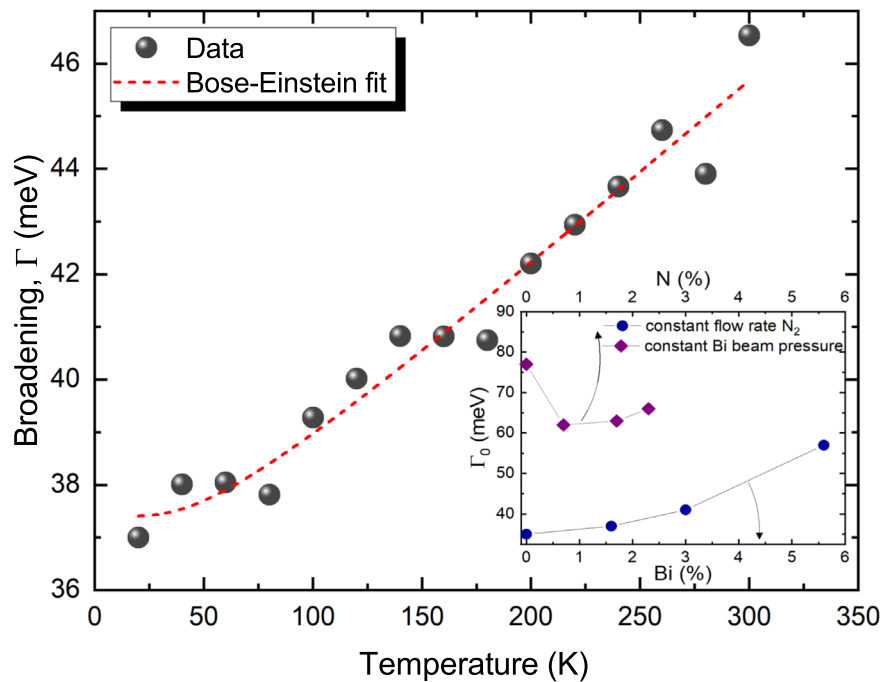 Data
Bose-Einstein fit
Broadening, Γ (meV)
46
44
42
40
38
36
0
50
100
150
200
250
300
350
Temperature (K)
N (%)
0 1 2 3 4 5 6
constant flow rate N₂
constant Bi beam pressure
Γ₀ (meV)
90
80
70
60
50
40
0 1 2 3 4 5 6
Bi (%)